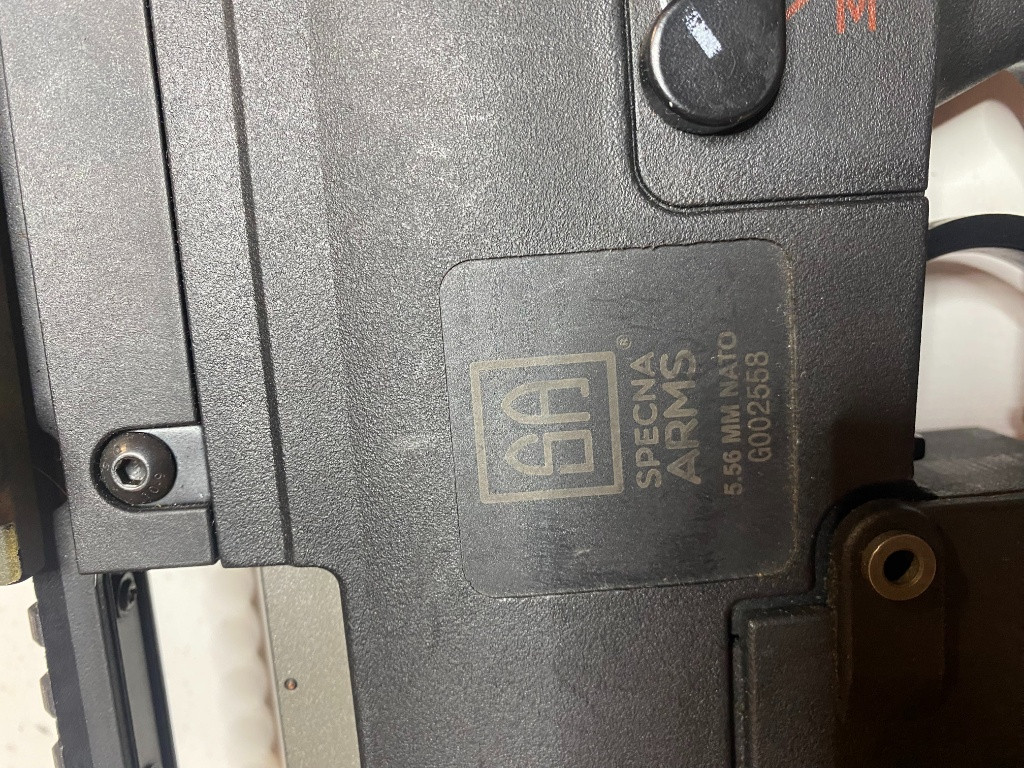 M
SA
®
SPECNA
ARMS
5.56 MM NATO
G002558